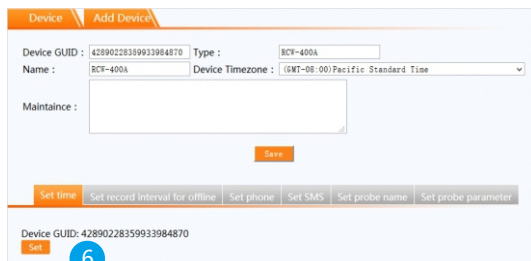 Device Add Device
Device GUID : 42890228359933984870 Type : RCW-400A
Name : RCW-400A Device Timezone : (GMT-08:00)Pacific Standard Time
Maintaince :
Save
Set time Set record interval for offline Set phone Set SMS Set probe name Set probe parameter
Device GUID: 42890228359933984870
Set
6